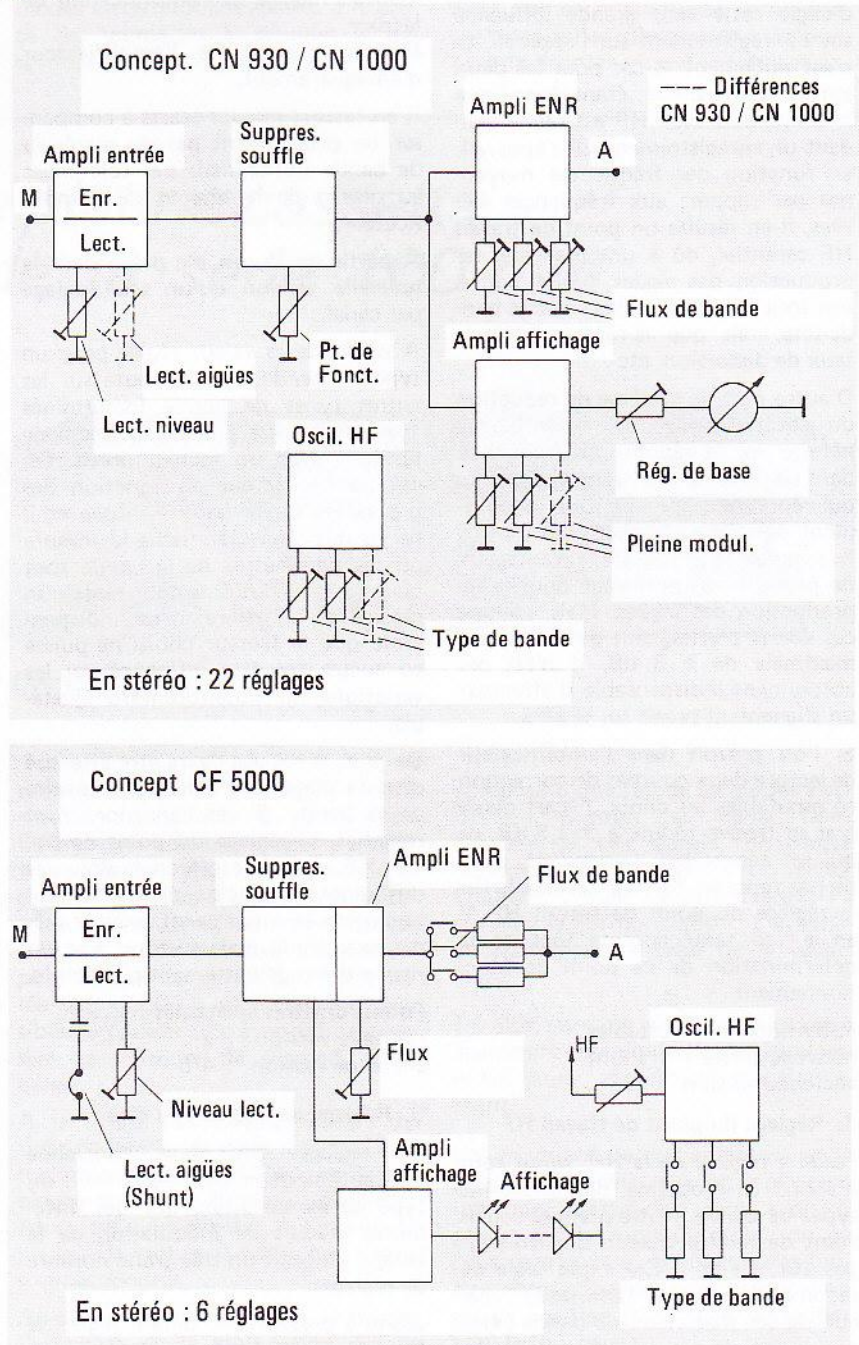 Concept. CN 930 / CN 1000
--- Différences
CN 930 / CN 1000
Ampli ENR
Suppres.
souffle
Ampli entrée
A
M
Enr.
Lect.
Flux de bande
Ampli affichage
Pt. de
Fonct.
Lect. aigües
Lect. niveau
Oscil. HF
Rég. de base
Pleine modul.
Type de bande
En stéréo : 22 réglages
Concept CF 5000
Ampli ENR
Suppres.
souffle
Flux de bande
Ampli entrée
M
Enr.
Lect.
A
Oscil. HF
HF
Flux
Niveau lect.
Lect. aigües
(Shunt)
Ampli
affichage
Affichage
Type de bande
En stéréo : 6 réglages